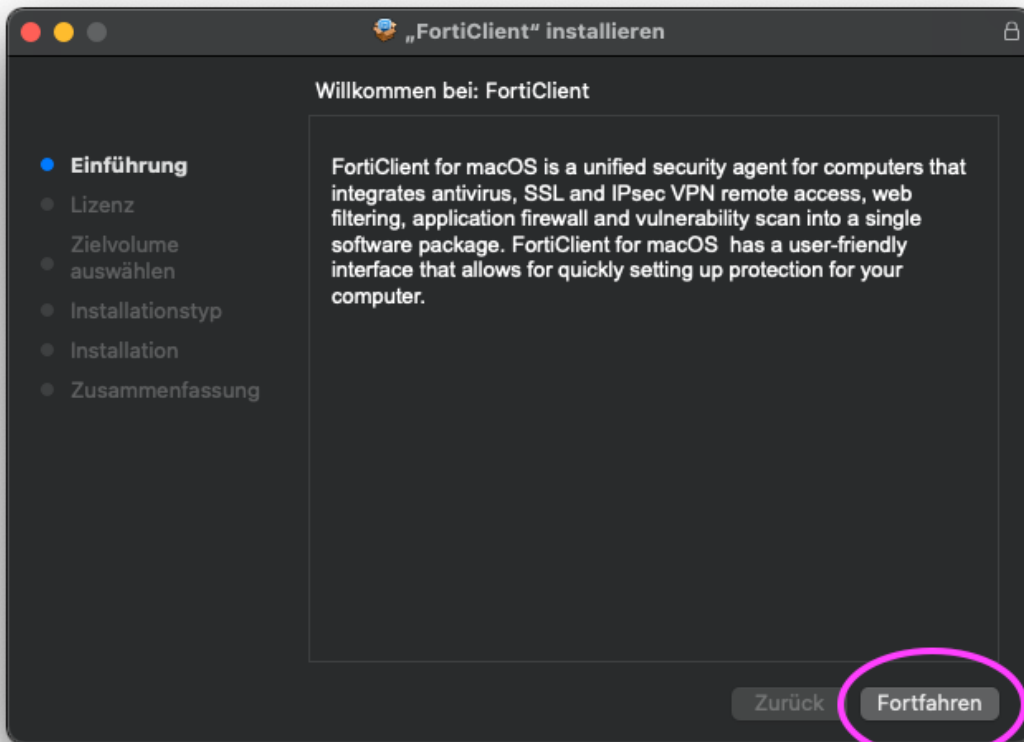 „FortiClient“ installieren
Willkommen bei: FortiClient
Einführung
Lizenz
Zielvolume
auswählen
Installationstyp
Installation
Zusammenfassung
FortiClient for macOS is a unified security agent for computers that
integrates antivirus, SSL and IPsec VPN remote access, web
filtering, application firewall and vulnerability scan into a single
software package. FortiClient for macOS  has a user-friendly
interface that allows for quickly setting up protection for your
computer.
Zurück
Fortfahren